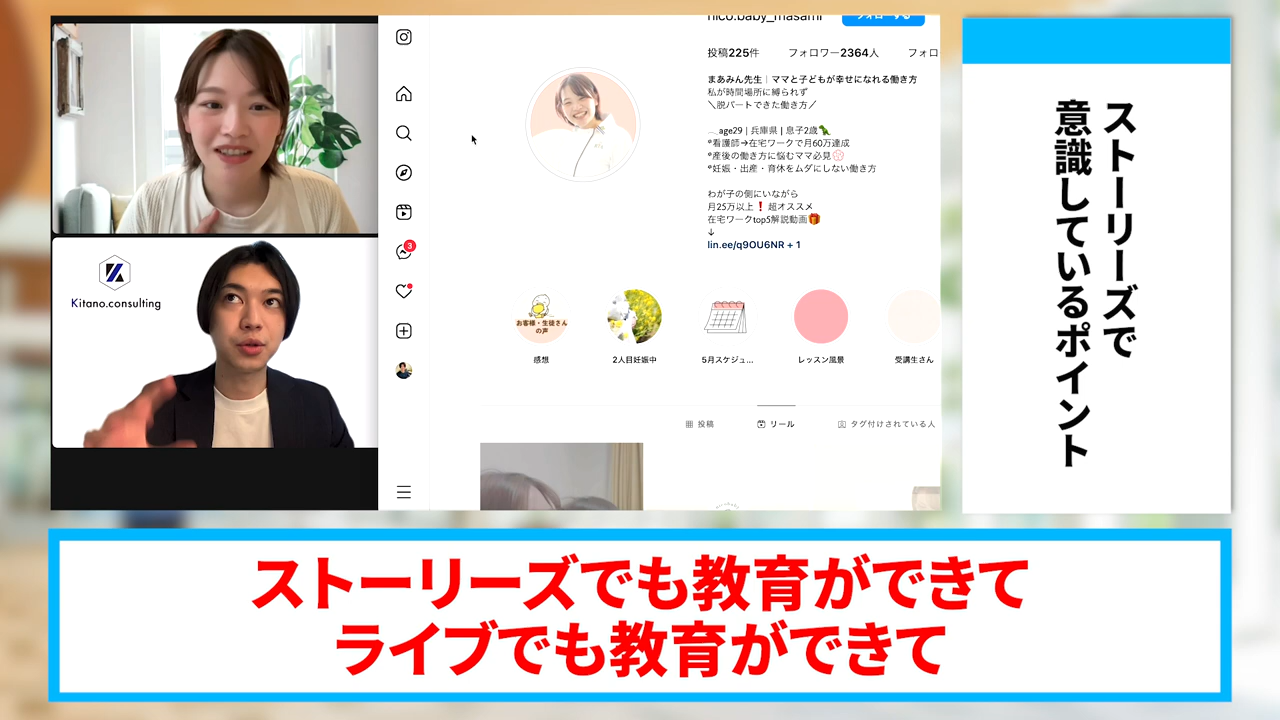 Kitano.consulting
3
nico.baby_masami
フォローする
投稿225件
フォロワー2364人
フォロ
まあみん先生｜ママと子どもが幸せになれる働き方
私が時間場所に縛られず
＼脱パートできた働き方／
age29 | 兵庫県 | 息子2歳🦖
看護師→在宅ワークで月60万達成
産後の働き方に悩むママ必見
妊娠・出産・育休をムダにしない働き方
わが子の側にいながら
月25万以上❗️超オススメ
在宅ワークtop5解説動画🎁
↓
lin.ee/q9OU6NR + 1
お客様・生徒さん
の声
感想
2人目妊娠中
5月スケジュ...
レッスン風景
受講生さん
投稿
リール
タグ付けされている人
ストーリーズで
意識しているポイント
ストーリーズでも教育ができて
ライブでも教育ができて